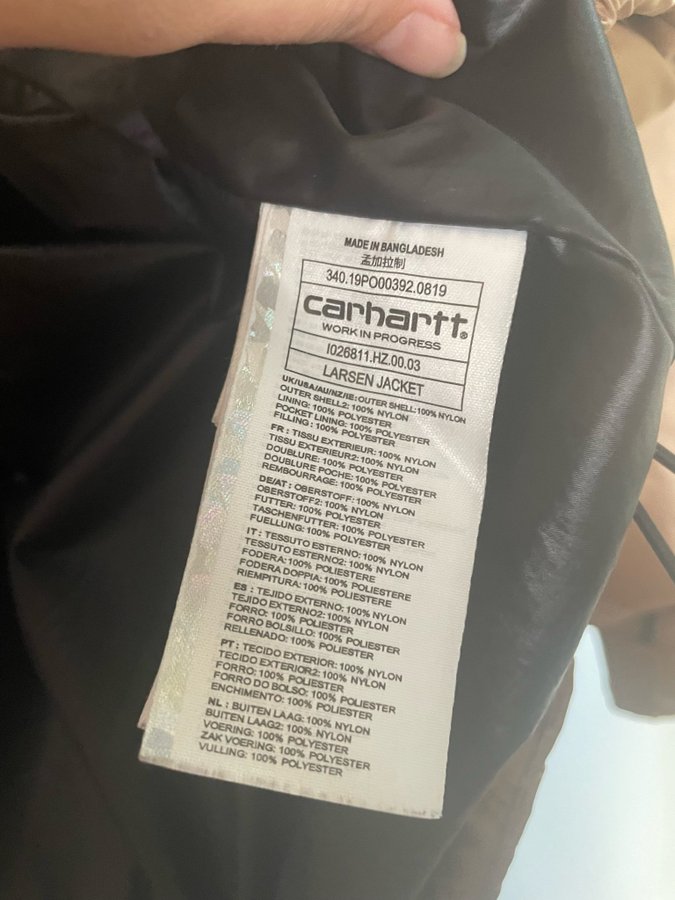 MADE IN BANGLADESH
孟加拉制
340.19PO00392.0819
carhartt®
WORK IN PROGRESS
I026811.HZ.00.03
LARSEN JACKET
UK/USA/AU/NZ/IE: OUTER SHELL: 100% NYLON
OUTER SHELL2: 100% NYLON
LINING: 100% POLYESTER
POCKET LINING: 100% POLYESTER
FILLING : 100% POLYESTER
FR : TISSU EXTERIEUR: 100% NYLON
TISSU EXTERIEUR2: 100% NYLON
DOUBLURE: 100% POLYESTER
DOUBLURE POCHE: 100% POLYESTER
REMBOURRAGE: 100% POLYESTER
DE/AT : OBERSTOFF: 100% NYLON
OBERSTOFF2: 100% NYLON
FUTTER: 100% POLYESTER
TASCHENFUTTER: 100% POLYESTER
FUELLUNG: 100% POLYESTER
IT : TESSUTO ESTERNO: 100% NYLON
TESSUTO ESTERNO2: 100% NYLON
FODERA: 100% POLIESTERE
FODERA DOPPIA: 100% POLIESTERE
RIEMPITURA: 100% POLIESTERE
ES : TEJIDO EXTERNO: 100% NYLON
TEJIDO EXTERNO2: 100% NYLON
FORRO: 100% POLIESTER
FORRO BOLSILLO: 100% POLIESTER
RELLENADO: 100% POLIESTER
PT : TECIDO EXTERIOR: 100% NYLON
TECIDO EXTERIOR2: 100% NYLON
FORRO: 100% POLIESTER
FORRO DO BOLSO: 100% POLIESTER
ENCHIMENTO: 100% POLIESTER
NL : BUITEN LAAG: 100% NYLON
BUITEN LAAG2: 100% NYLON
VOERING: 100% POLYESTER
ZAK VOERING: 100% POLYESTER
VULLING: 100% POLYESTER